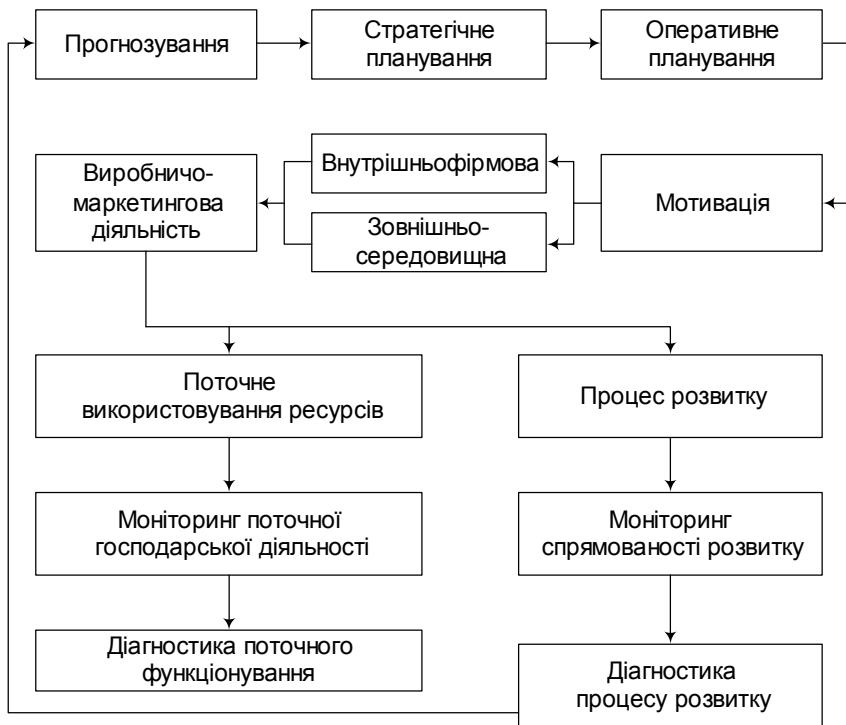 Прогнозування
Стратегічне
планування
Оперативне
планування
Виробничо-
маркетингова
діяльність
Внутрішньофірмова
Зовнішньо-
середовищна
Мотивація
Поточне
використовування ресурсів
Процес розвитку
Моніторинг поточної
господарської діяльності
Моніторинг
спрямованості розвитку
Діагностика поточного
функціонування
Діагностика
процесу розвитку